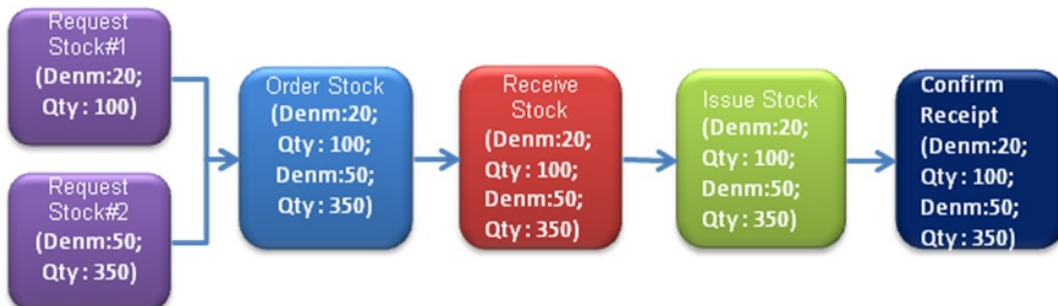 Request
Stock#1
(Denm:20;
Qty : 100)
Request
Stock#2
(Denm:50;
Qty : 350)
Order Stock
(Denm:20;
Qty : 100;
Denm:50;
Qty : 350)
Receive
Stock
(Denm:20;
Qty : 100;
Denm:50;
Qty : 350)
Issue Stock
(Denm:20;
Qty : 100;
Denm:50;
Qty : 350)
Confirm
Receipt
(Denm:20;
Qty : 100;
Denm:50;
Qty : 350)